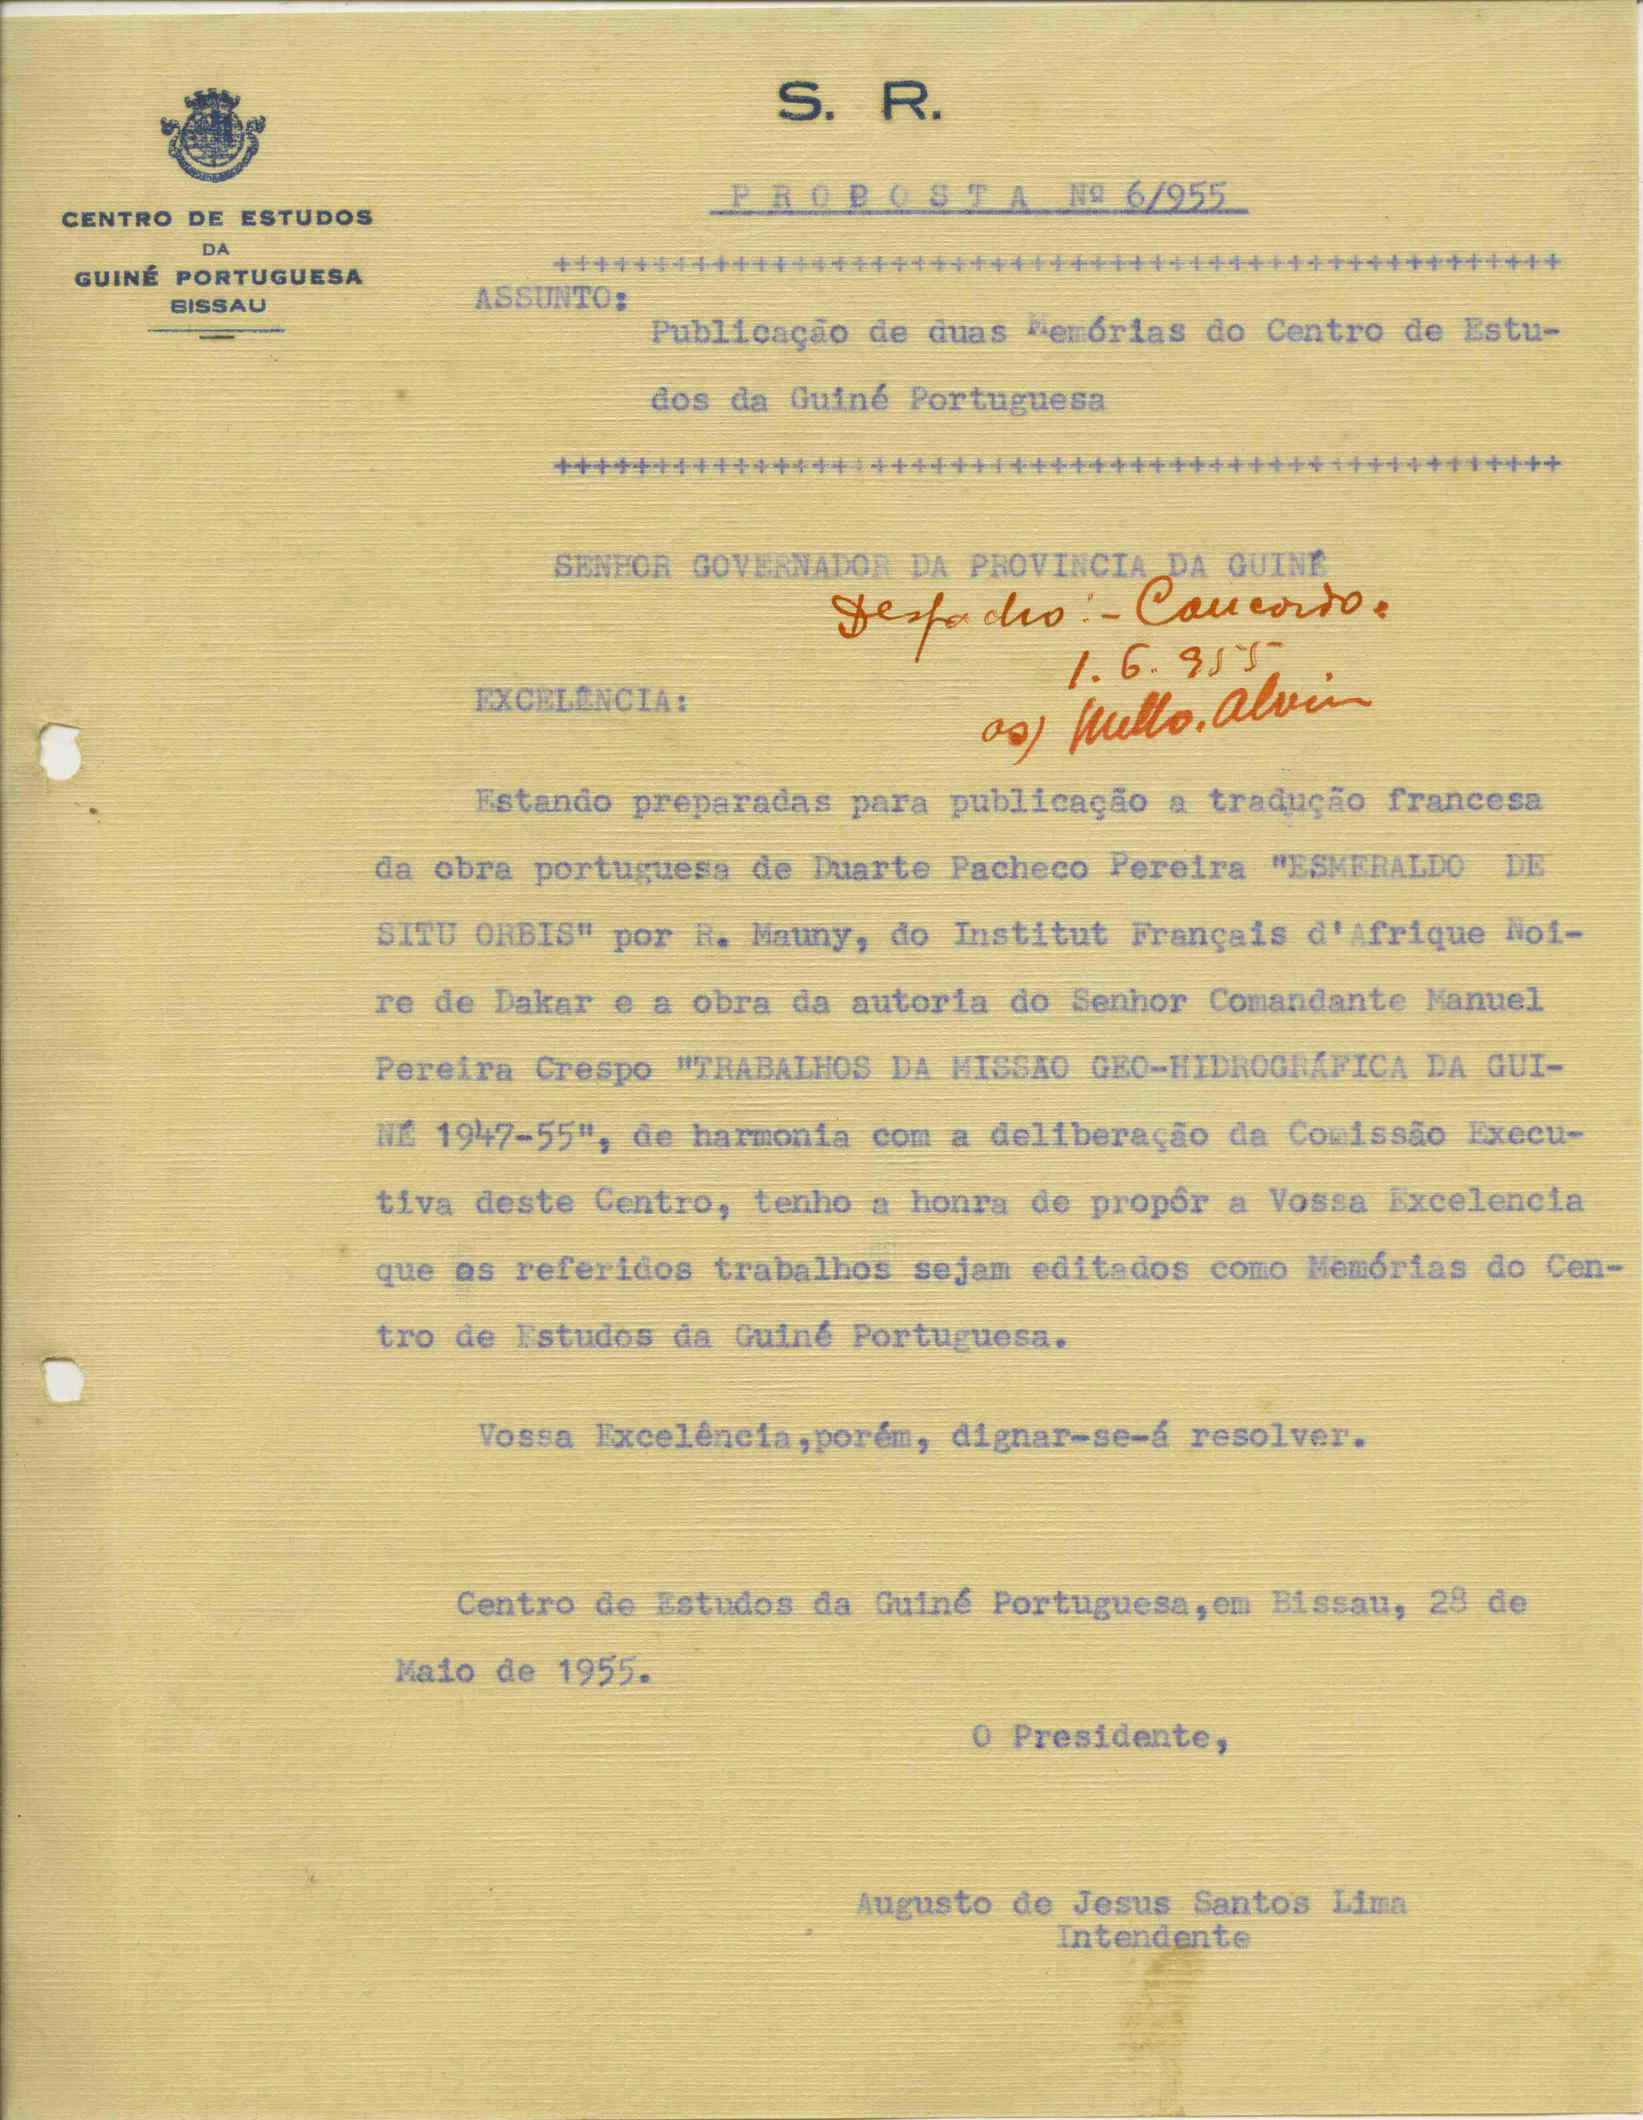 S. R.
CENTRO DE ESTUDOS
DA
GUINÉ PORTUGUESA
BISSAU
PROPOSTA Nº 6/955
++++++++++++++++++++++++++++++++++++++++++++++++++
ASSUNTO:
Publicação de duas Memórias do Centro de Estu-
dos da Guiné Portuguesa
++++++++++++++++++++++++++++++++++++++++++++++++++
SENHOR GOVERNADOR DA PROVINCIA DA GUINÉ
Despacho:- Concordo.
1.6.955
as) Mello. Alvim
EXCELÊNCIA:
Estando preparadas para publicação a tradução francesa
da obra portuguesa de Duarte Pacheco Pereira "ESMERALDO DE
SITU ORBIS" por R. Mauny, do Institut Français d'Afrique Noi-
re de Dakar e a obra da autoria do Senhor Comandante Manuel
Pereira Crespo "TRABALHOS DA MISSAO GEO-HIDROGRÁFICA DA GUI-
NÉ 1947-55", de harmonia com a deliberação da Comissão Execu-
tiva deste Centro, tenho a honra de propôr a Vossa Excelencia
que os referidos trabalhos sejam editados como Memórias do Cen-
tro de Estudos da Guiné Portuguesa.
Vossa Excelência,porém, dignar-se-á resolver.
Centro de Estudos da Guiné Portuguesa,em Bissau, 28 de
Maio de 1955.
O Presidente,
Augusto de Jesus Santos Lima
Intendente